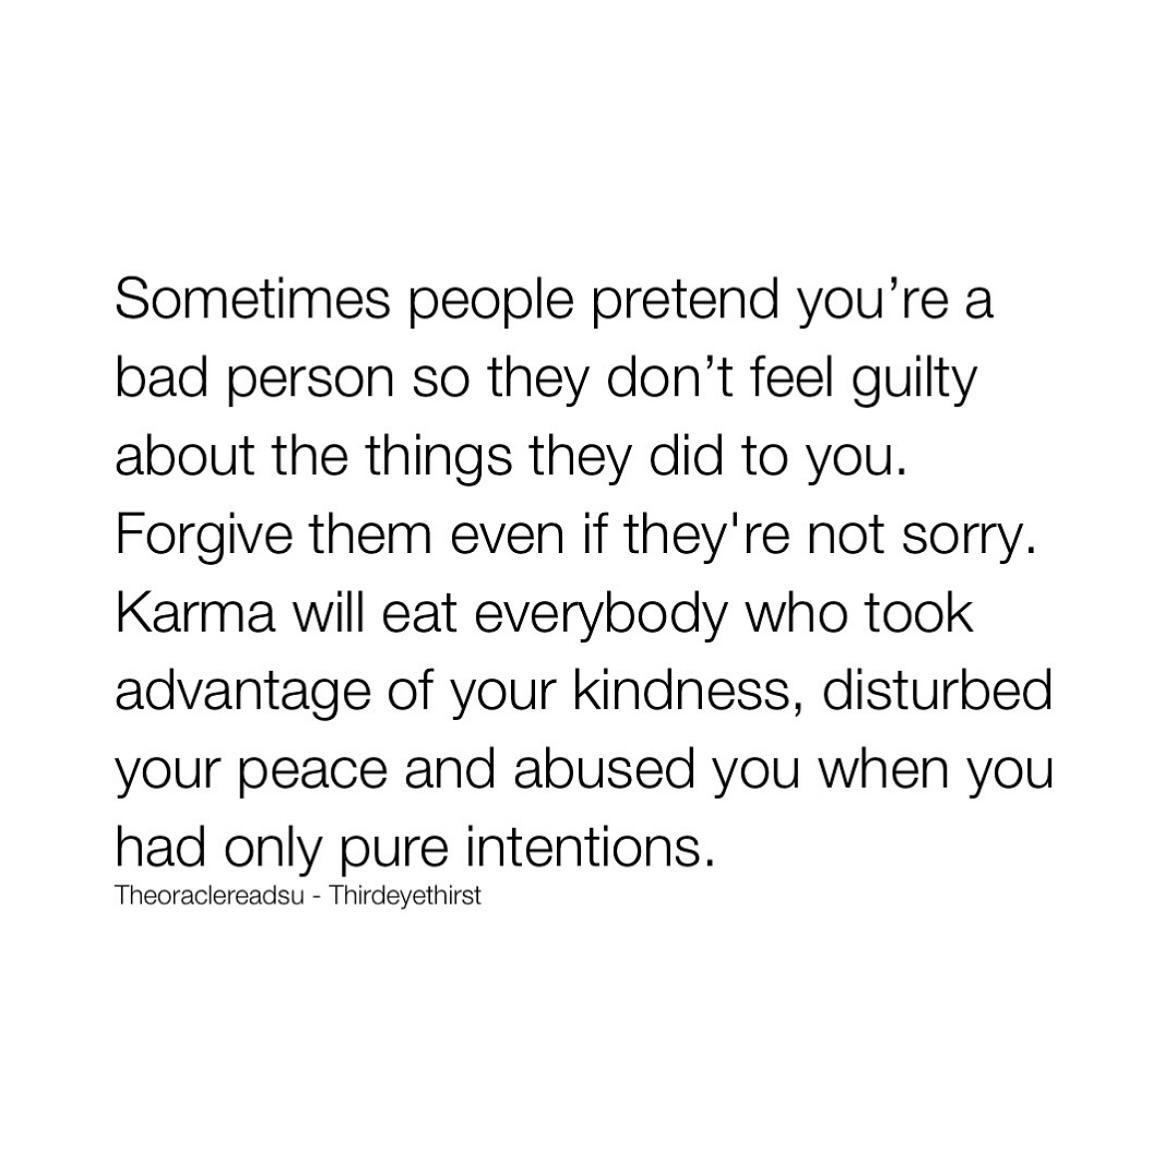 Sometimes people pretend you’re a
bad person so they don’t feel guilty
about the things they did to you.
Forgive them even if they're not sorry.
Karma will eat everybody who took
advantage of your kindness, disturbed
your peace and abused you when you
had only pure intentions.
Theoraclereadsu - Thirdeyethirst